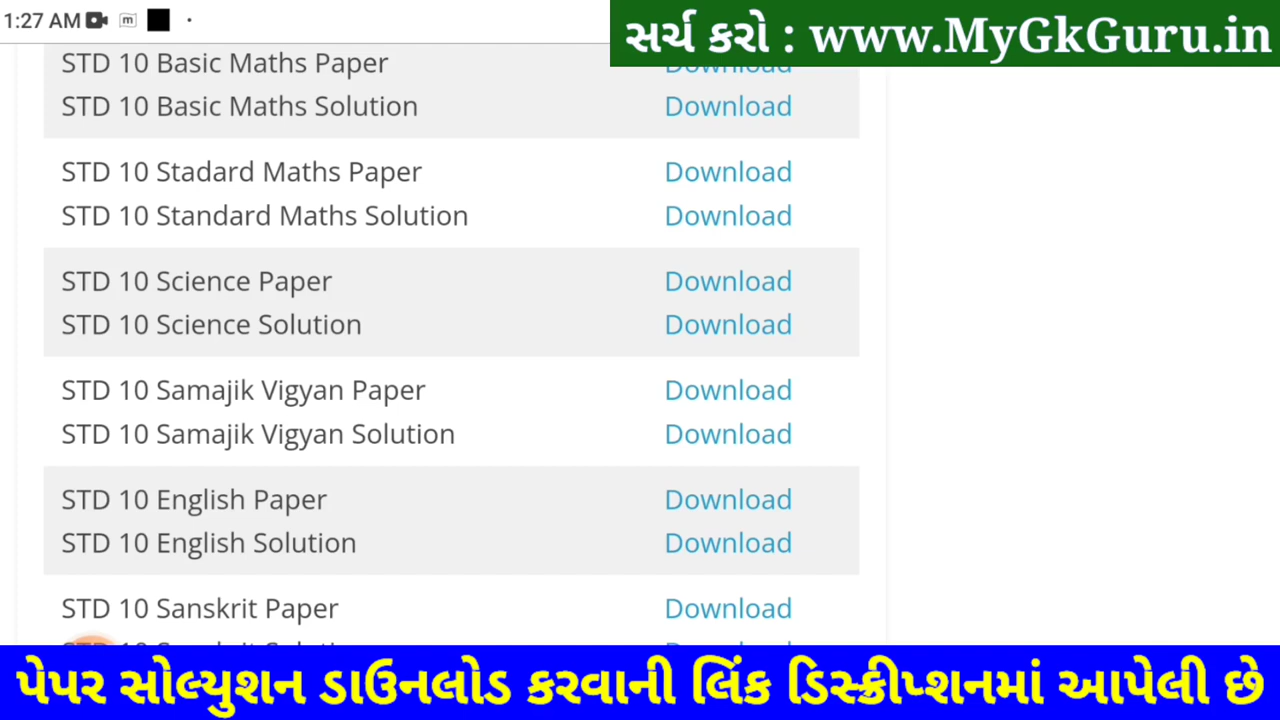 1:27 AM
સર્ચ કરો : www.MyGkGuru.in
STD 10 Basic Maths Paper Download
STD 10 Basic Maths Solution Download
STD 10 Stadard Maths Paper Download
STD 10 Standard Maths Solution Download
STD 10 Science Paper Download
STD 10 Science Solution Download
STD 10 Samajik Vigyan Paper Download
STD 10 Samajik Vigyan Solution Download
STD 10 English Paper Download
STD 10 English Solution Download
STD 10 Sanskrit Paper Download
પેપર સોલ્યુશન ડાઉનલોડ કરવાની લિંક ડિસ્ક્રીપ્શનમાં આપેલી છે